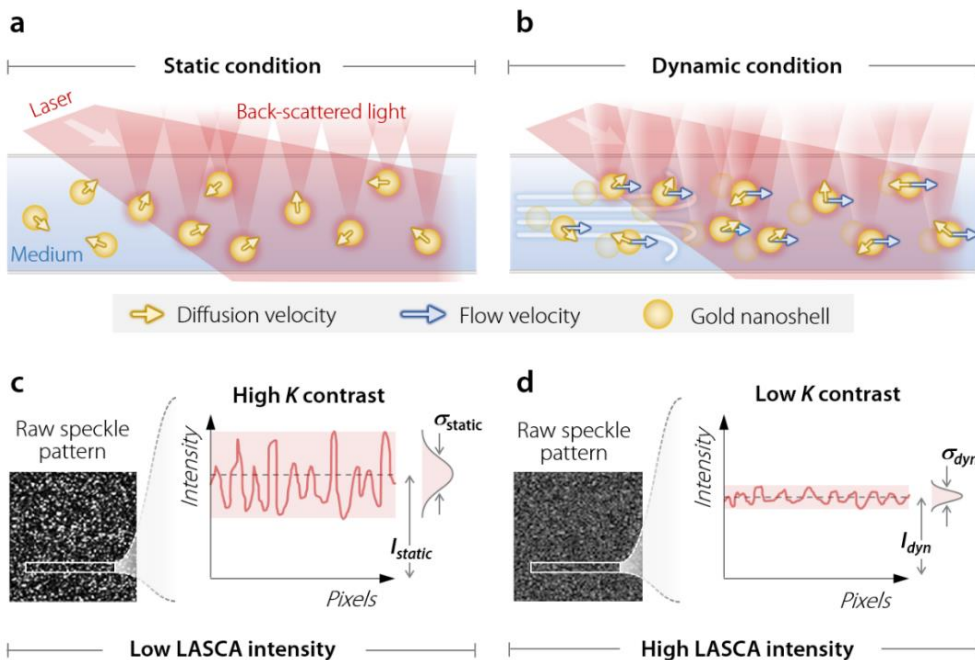 a
b
Static condition
Dynamic condition
Laser
Back-scattered light
Medium
Diffusion velocity
Flow velocity
Gold nanoshell
c
d
High K contrast
Low K contrast
Raw speckle
pattern
Intensity
σstatic
Istatic
Pixels
Raw speckle
pattern
Intensity
σdyn
Idyn
Pixels
Low LASCA intensity
High LASCA intensity